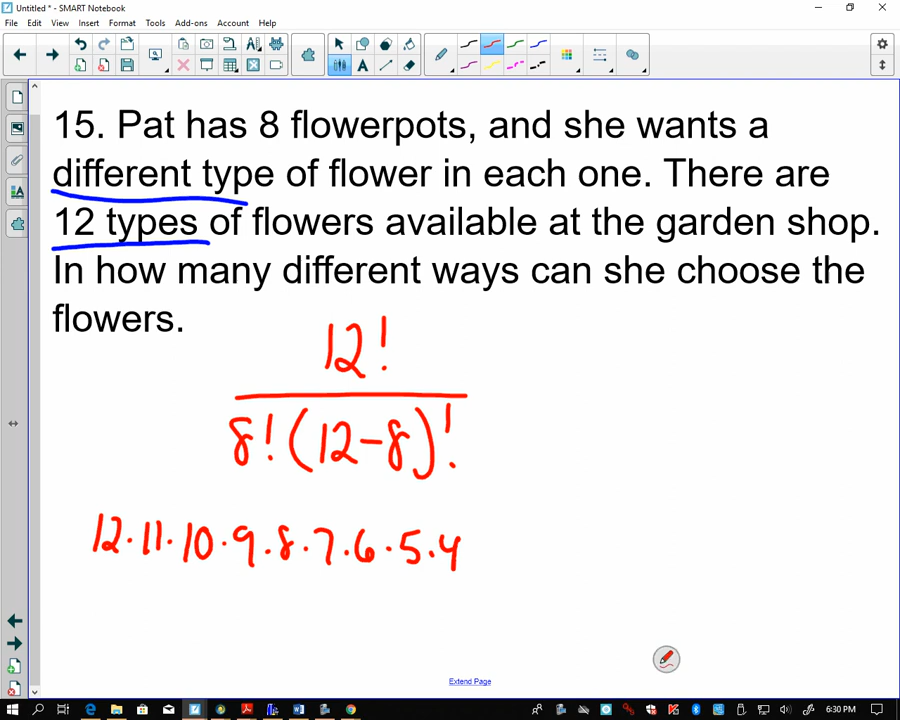 Untitled * - SMART Notebook
File Edit View Insert Format Tools Add-ons Account Help
15. Pat has 8 flowerpots, and she wants a
different type of flower in each one. There are
12 types of flowers available at the garden shop.
In how many different ways can she choose the
flowers.
12!
8!(12-8)!
12·11·10·9·8·7·6·5·4
Extend Page
6:30 PM